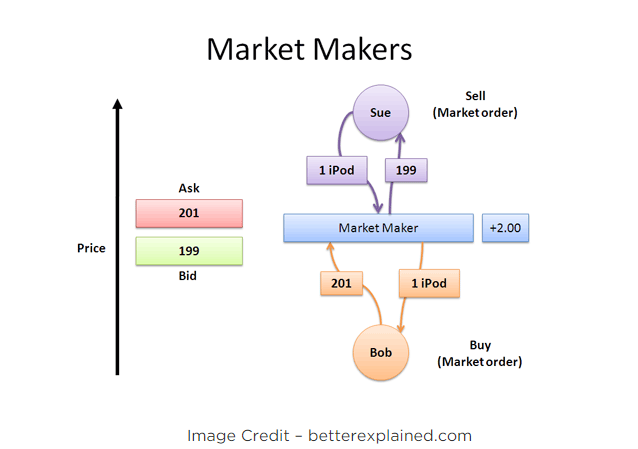 Market Makers
Sue
Sell
(Market order)
1 iPod
199
Ask
201
Market Maker
+2.00
Price
199
Bid
201
1 iPod
Bob
Buy
(Market order)
Image Credit – betterexplained.com